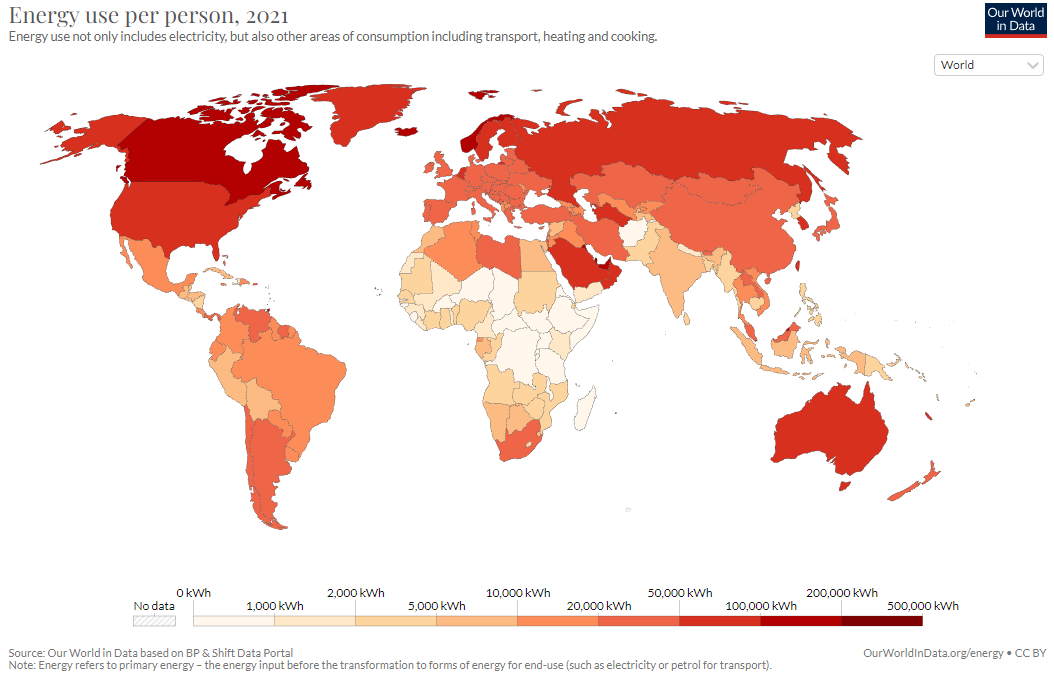 Energy use per person, 2021
Energy use not only includes electricity, but also other areas of consumption including transport, heating and cooking.
Our World
in Data
World
No data
0 kWh
1,000 kWh
2,000 kWh
5,000 kWh
10,000 kWh
20,000 kWh
50,000 kWh
100,000 kWh
200,000 kWh
500,000 kWh
Source: Our World in Data based on BP & Shift Data Portal
OurWorldInData.org/energy • CC BY
Note: Energy refers to primary energy – the energy input before the transformation to forms of energy for end-use (such as electricity or petrol for transport).